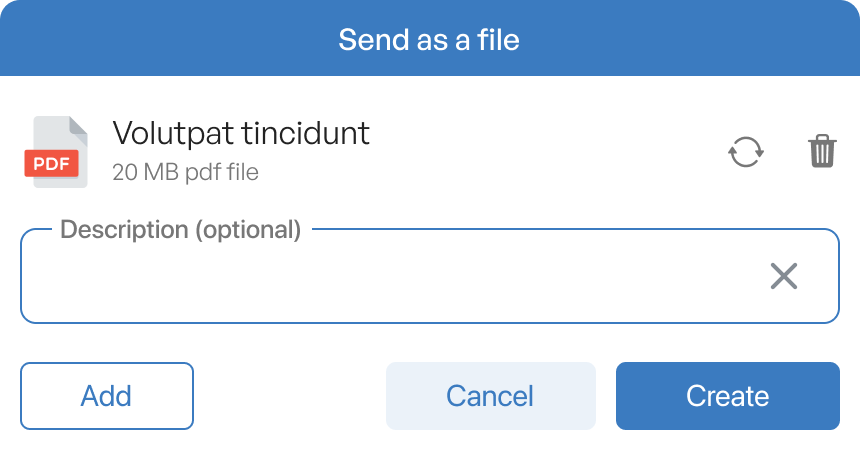 Send as a file
Volutpat tincidunt
PDF
20 MB pdf file
Description (optional)
Add
Cancel
Create